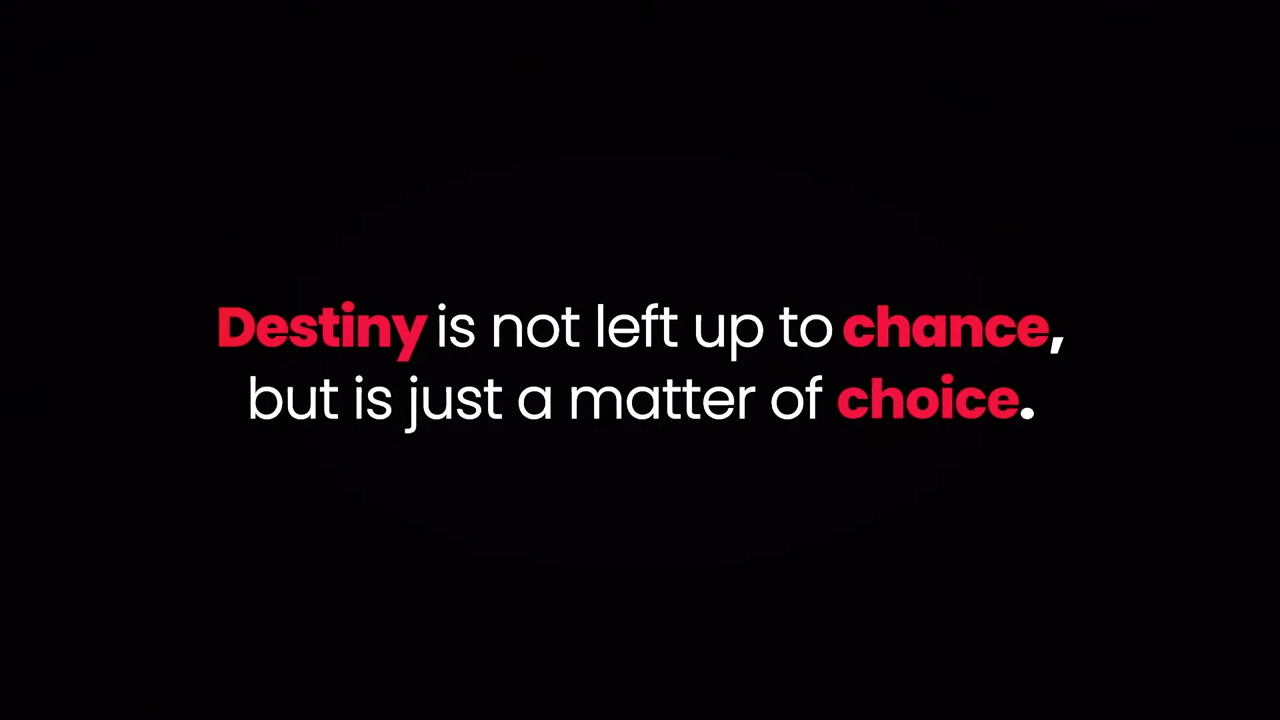 Destiny is not left up to chance,
but is just a matter of choice.